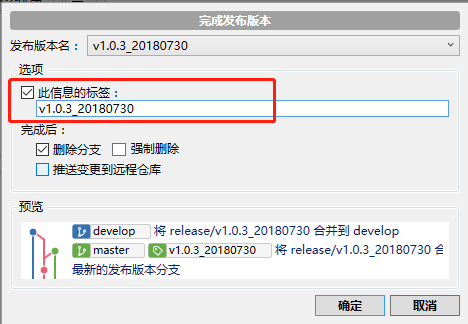 完成发布版本
发布版本名： v1.0.3_20180730
选项
此信息的标签：
v1.0.3_20180730
完成后：
删除分支 强制删除
推送变更到远程仓库
预览
develop 将 release/v1.0.3_20180730 合并到 develop
master v1.0.3_20180730 将 release/v1.0.3_20180730 合
最新的发布版本分支
确定 取消